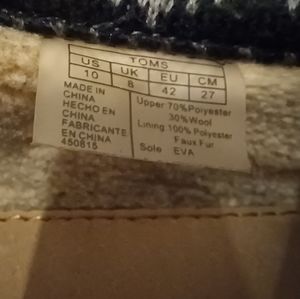 TOMS
US UK EU CM
10 8 42 27
MADE IN
CHINA
HECHO EN
CHINA
FABRICANTE
EN CHINA
450815
Upper 70%Polyester
30%Wool
Lining 100% Polyester
Faux Fur
Sole EVA